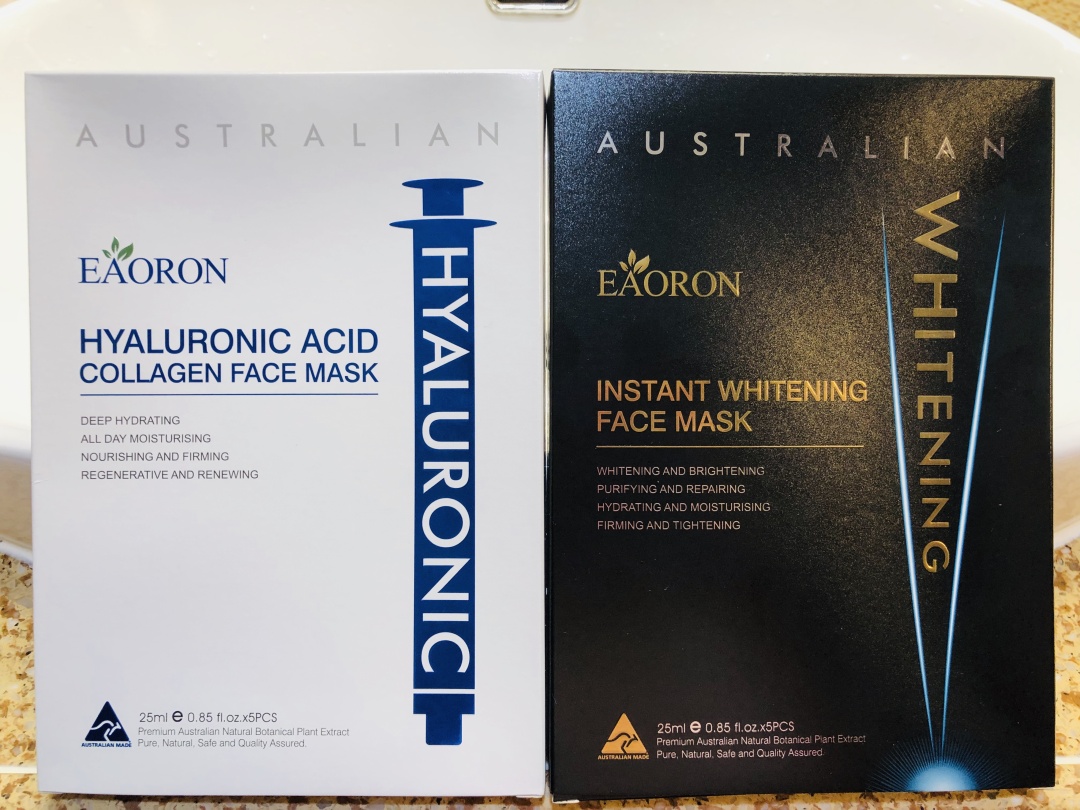 AUSTRALIAN
EAORON
HYALURONIC ACID
COLLAGEN FACE MASK
DEEP HYDRATING
ALL DAY MOISTURISING
NOURISHING AND FIRMING
REGENERATIVE AND RENEWING
HYALURONIC
AUSTRALIAN MADE
25ml e 0.85 fl.oz.x5PCS
Premium Australian Natural Botanical Plant Extract
Pure, Natural, Safe and Quality Assured.
AUSTRALIAN
EAORON
INSTANT WHITENING
FACE MASK
WHITENING AND BRIGHTENING
PURIFYING AND REPAIRING
HYDRATING AND MOISTURISING
FIRMING AND TIGHTENING
WHITENING
AUSTRALIAN MADE
25ml e 0.85 fl.oz.x5PCS
Premium Australian Natural Botanical Plant Extract
Pure, Natural, Safe and Quality Assured.